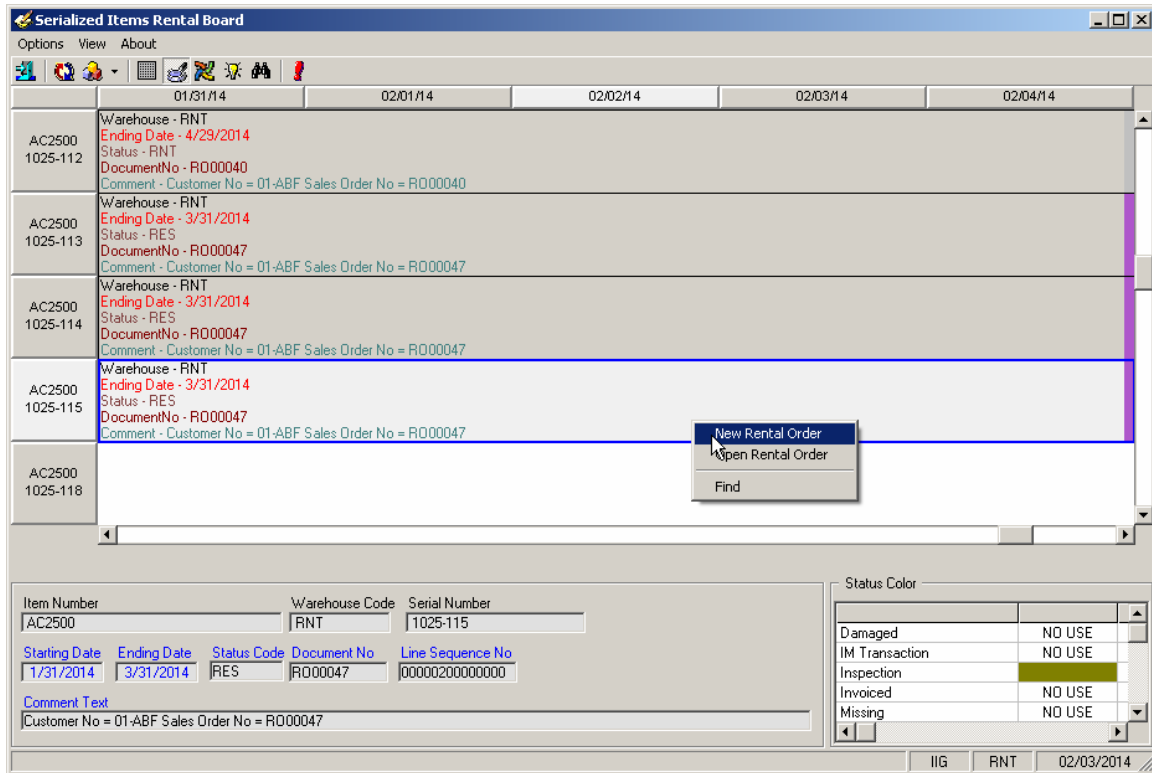 Serialized Items Rental Board
Options View About
01/31/14 02/01/14 02/02/14 02/03/14 02/04/14
AC2500
1025-112
Warehouse - RNT
Ending Date - 4/29/2014
Status - RNT
DocumentNo - RO00040
Comment - Customer No = 01-ABF Sales Order No = RO00040
AC2500
1025-113
Warehouse - RNT
Ending Date - 3/31/2014
Status - RES
DocumentNo - RO00047
Comment - Customer No = 01-ABF Sales Order No = RO00047
AC2500
1025-114
Warehouse - RNT
Ending Date - 3/31/2014
Status - RES
DocumentNo - RO00047
Comment - Customer No = 01-ABF Sales Order No = RO00047
AC2500
1025-115
Warehouse - RNT
Ending Date - 3/31/2014
Status - RES
DocumentNo - RO00047
Comment - Customer No = 01-ABF Sales Order No = RO00047
New Rental Order
Open Rental Order
Find
AC2500
1025-118
Item Number Warehouse Code Serial Number
AC2500 RNT 1025-115
Starting Date Ending Date Status Code Document No Line Sequence No
1/31/2014 3/31/2014 RES RO00047 00000200000000
Comment Text
Customer No = 01-ABF Sales Order No = RO00047
Status Color
Damaged NO USE
IM Transaction NO USE
Inspection
Invoiced NO USE
Missing NO USE
IIG RNT 02/03/2014